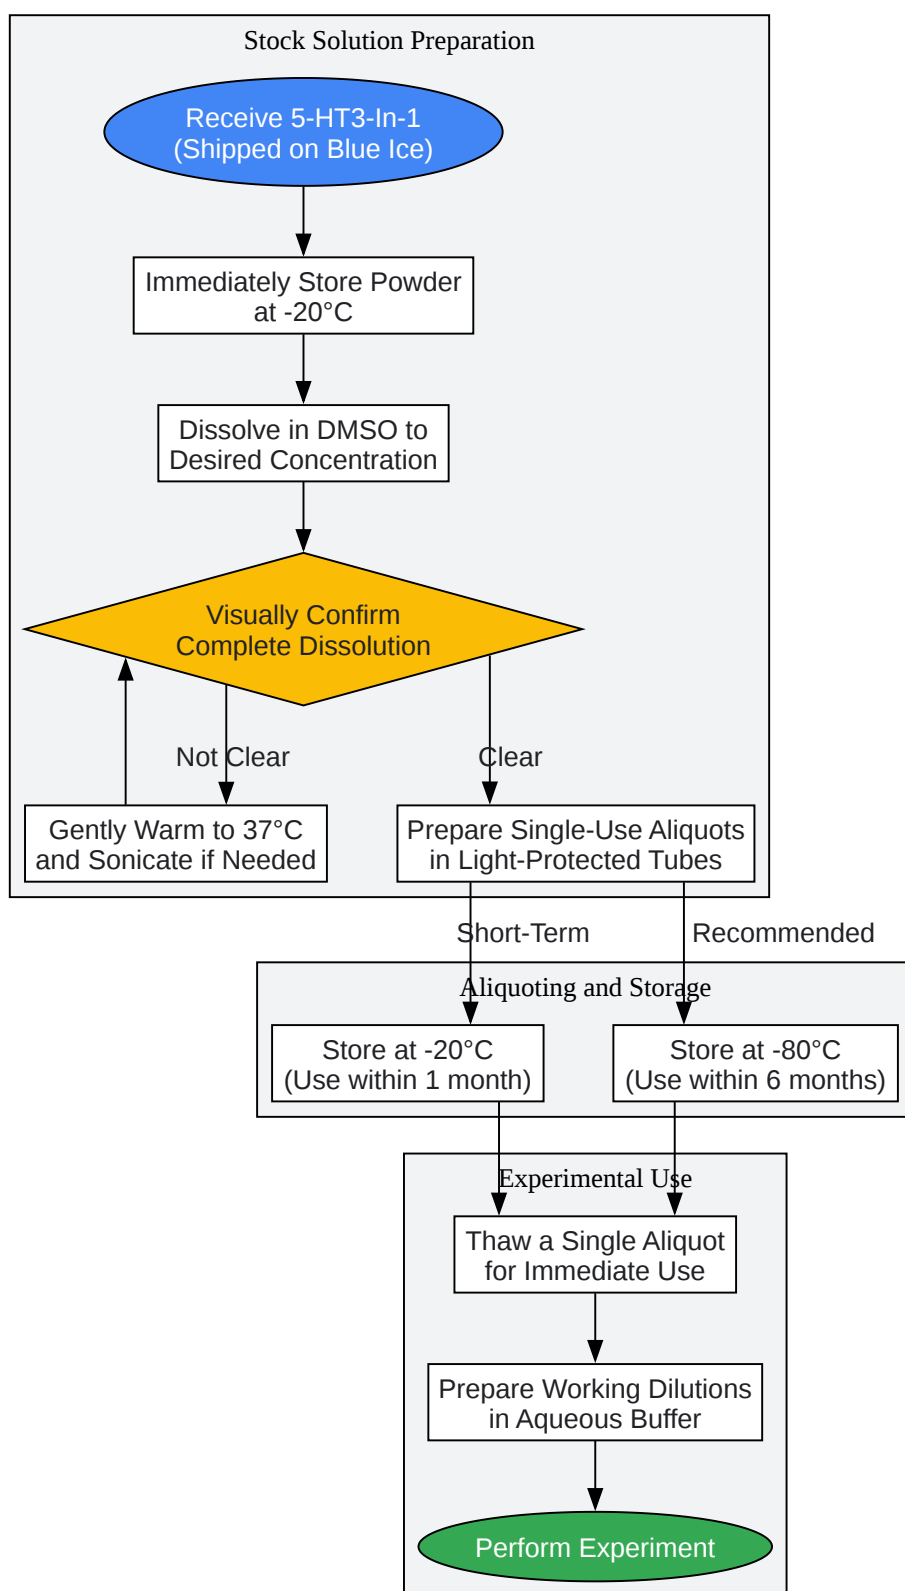 Stock Solution Preparation
Receive 5-HT3-In-1
(Shipped on Blue Ice)
Immediately Store Powder
at -20°C
Dissolve in DMSO to
Desired Concentration
Visually Confirm
Complete Dissolution
Not Clear
Clear
Gently Warm to 37°C
and Sonicate if Needed
Prepare Single-Use Aliquots
in Light-Protected Tubes
Short-Term
Recommended
Aliquoting and Storage
Store at -20°C
(Use within 1 month)
Store at -80°C
(Use within 6 months)
Experimental Use
Thaw a Single Aliquot
for Immediate Use
Prepare Working Dilutions
in Aqueous Buffer
Perform Experiment